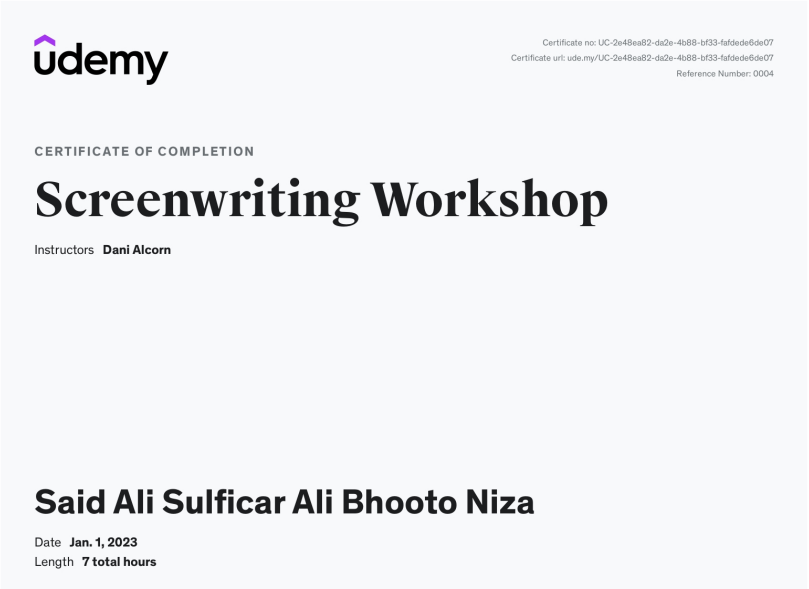 udemy
Certificate no: UC-2e48ea82-da2e-4b88-bf33-fafdede6de07
Certificate url: ude.my/UC-2e48ea82-da2e-4b88-bf33-fafdede6de07
Reference Number: 0004
CERTIFICATE OF COMPLETION
Screenwriting Workshop
Instructors Dani Alcorn
Said Ali Sulficar Ali Bhooto Niza
Date Jan. 1, 2023
Length 7 total hours